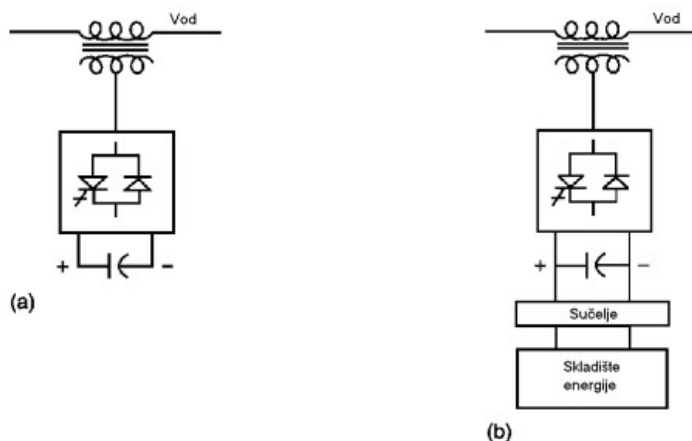 Vod
+ −
(a)
Vod
+ −
Sučelje
Skladište
energije
(b)